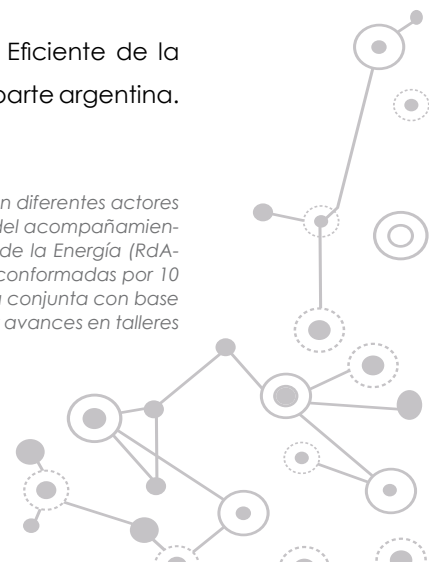 Eficiente de la
parte argentina.
n diferentes actores
del acompañamien-
de la Energía (RdA-
conformadas por 10
a conjunta con base
avances en talleres